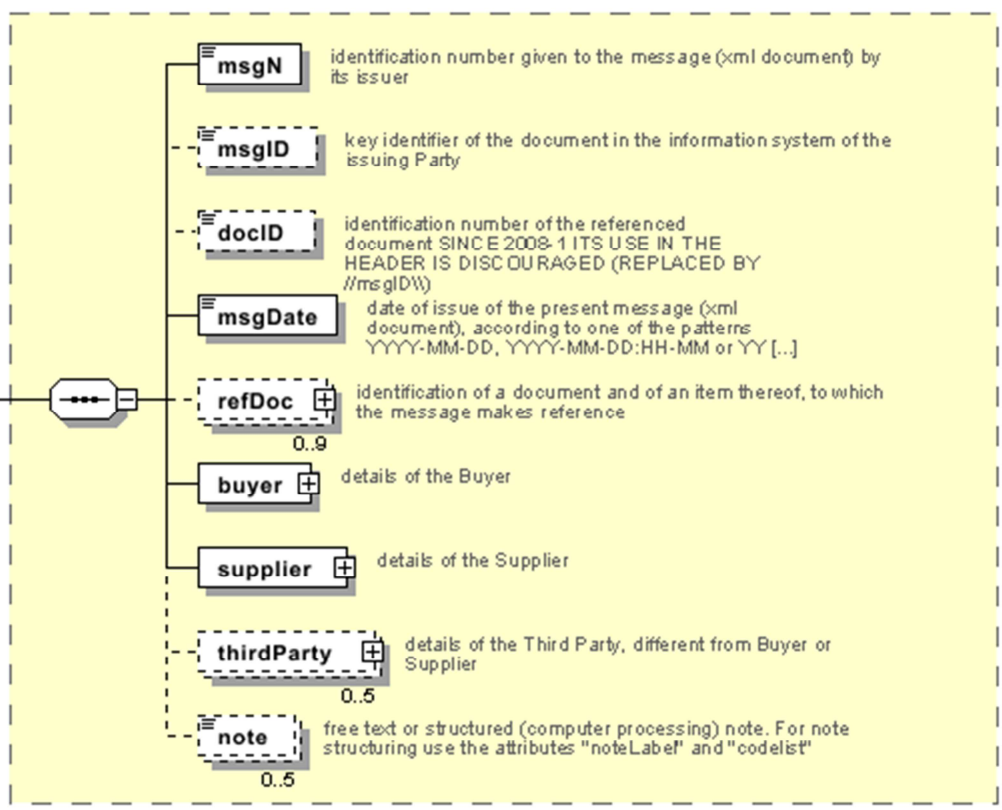 msgN
identification number given to the message (xml document) by
its issuer
msgID
key identifier of the document in the information system of the
issuing Party
docID
identification number of the referenced
document SINCE 2008-1 ITS USE IN THE
HEADER IS DISCOURAGED (REPLACED BY
//msgID\\)
msgDate
date of issue of the present message (xml
document), according to one of the patterns
YYYY-MM-DD, YYYY-MM-DD:HH-MM or YY [...]
refDoc
identification of a document and of an item thereof, to which
the message makes reference
0..9
buyer
details of the Buyer
supplier
details of the Supplier
thirdParty
details of the Third Party, different from Buyer or
Supplier
0..5
note
free text or structured (computer processing) note. For note
structuring use the attributes "noteLabel" and "codelist"
0..5